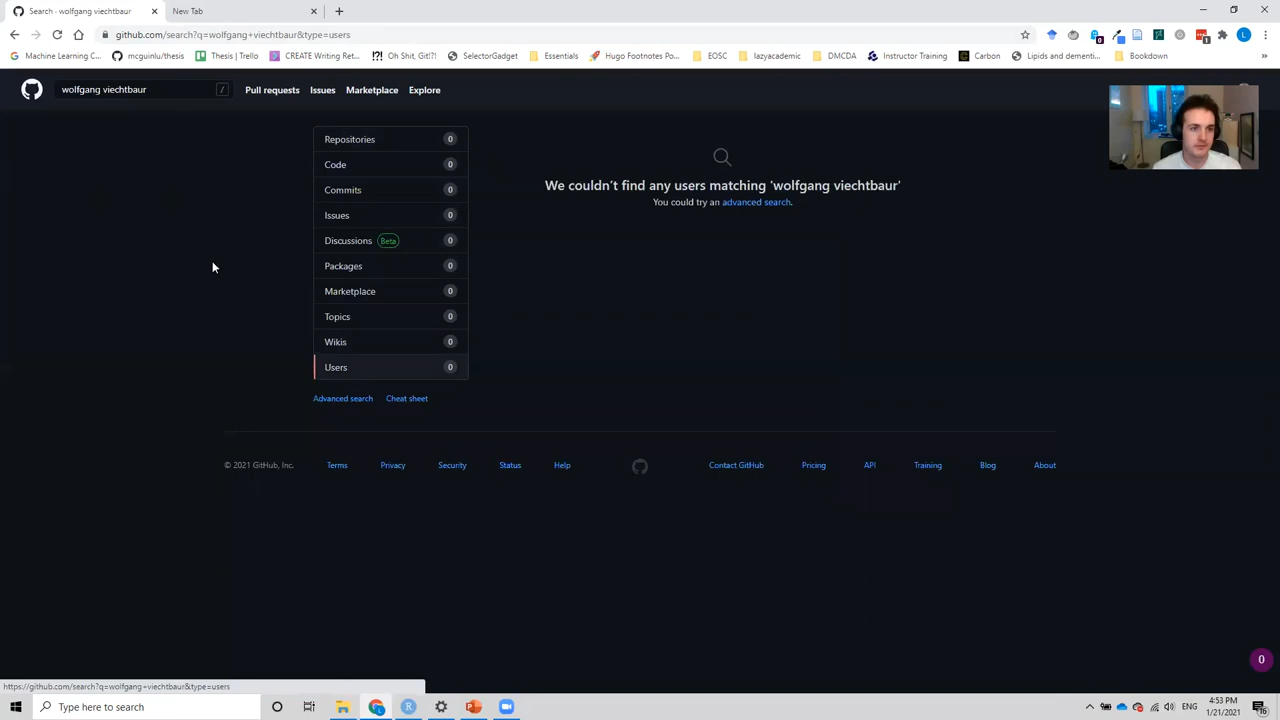 Search · wolfgang viechtbaur
New Tab
github.com/search?q=wolfgang+viechtbaur&type=users
Machine Learning C...
mcguinlu/thesis
Thesis | Trello
CREATE Writing Ret...
Oh Shit, Git!?!
SelectorGadget
Essentials
Hugo Footnotes Po...
EOSC
lazyacademic
DMCDA
Instructor Training
Carbon
Lipids and dementi...
Bookdown
wolfgang viechtbaur
/
Pull requests
Issues
Marketplace
Explore
Repositories 0
Code 0
Commits 0
Issues 0
Discussions Beta 0
Packages 0
Marketplace 0
Topics 0
Wikis 0
Users 0
Advanced search Cheat sheet
We couldn't find any users matching 'wolfgang viechtbaur'
You could try an advanced search.
© 2021 GitHub, Inc. Terms Privacy Security Status Help Contact GitHub Pricing API Training Blog About
0
https://github.com/search?q=wolfgang+viechtbaur&type=users
Type here to search
ENG
4:53 PM
1/21/2021